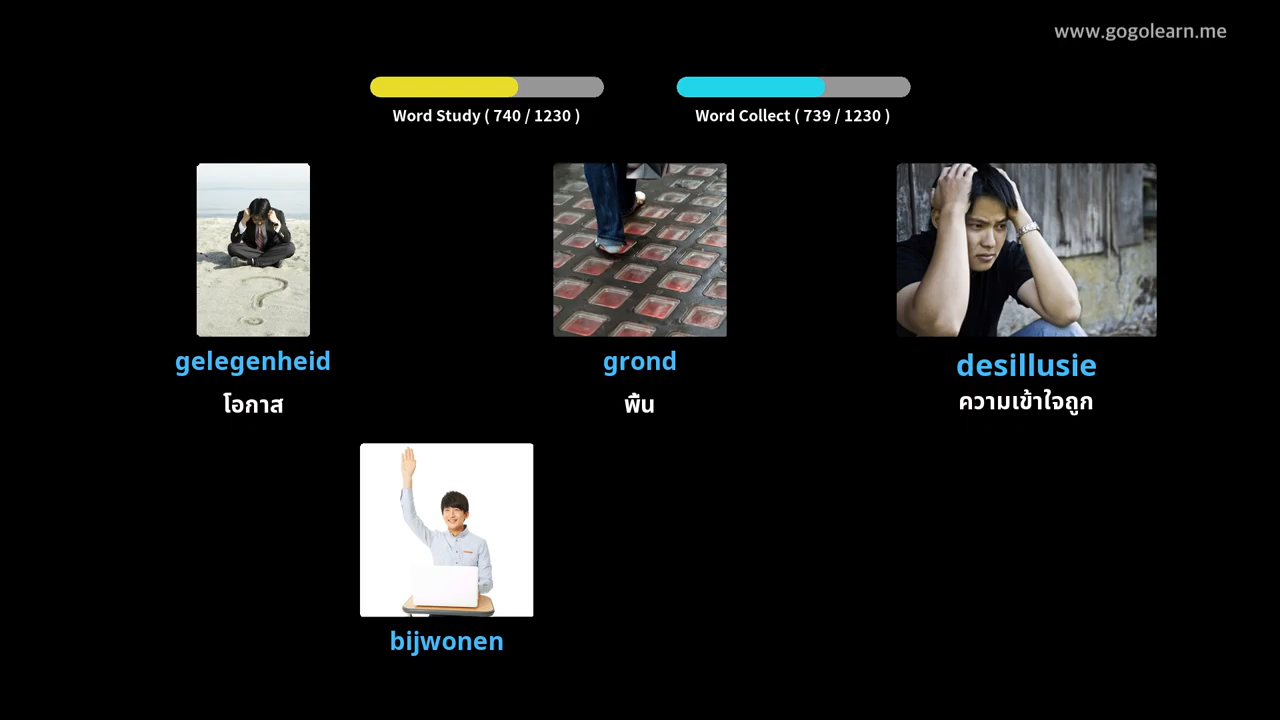 www.gogolearn.me
Word Study ( 740 / 1230 )
Word Collect ( 739 / 1230 )
gelegenheid
โอกาส
grond
พื้น
desillusie
ความเข้าใจถูก
bijwonen